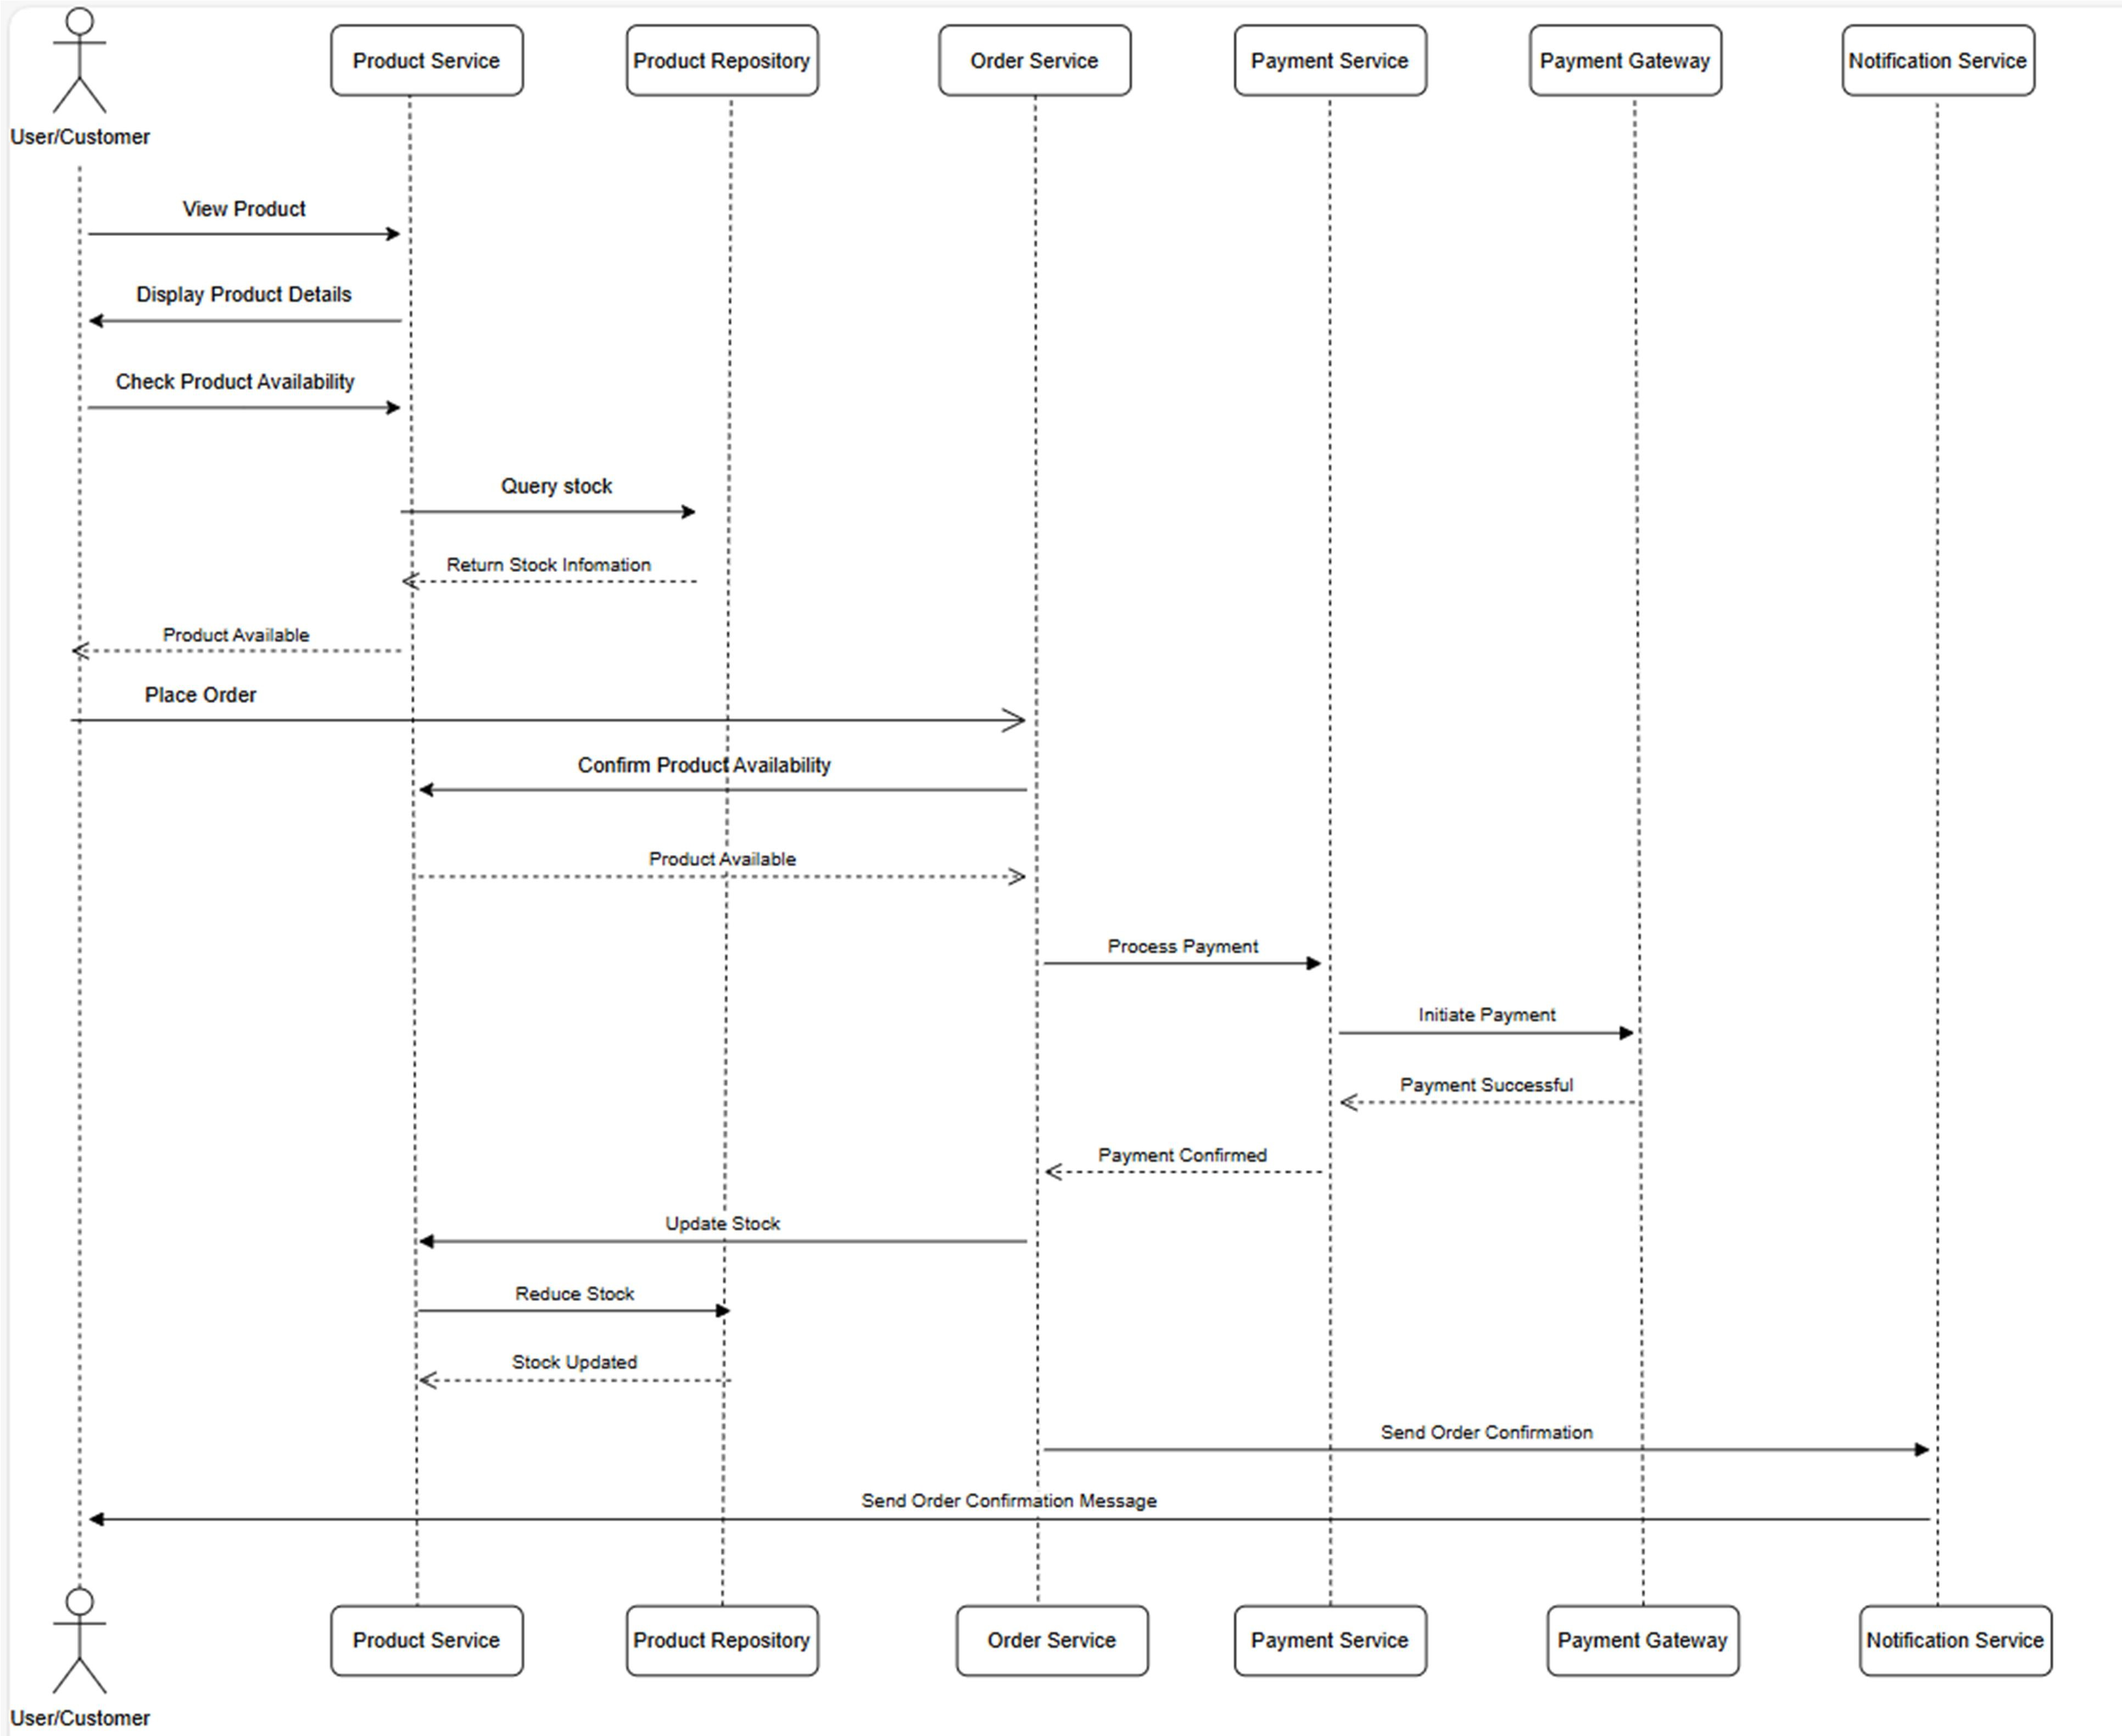 Product Service
Product Repository
Order Service
Payment Service
Payment Gateway
Notification Service
User/Customer
View Product
Display Product Details
Check Product Availability
Query stock
Return Stock Infomation
Product Available
Place Order
Confirm Product Availability
Product Available
Process Payment
Initiate Payment
Payment Successful
Payment Confirmed
Update Stock
Reduce Stock
Stock Updated
Send Order Confirmation
Send Order Confirmation Message
Product Service
Product Repository
Order Service
Payment Service
Payment Gateway
Notification Service
User/Customer